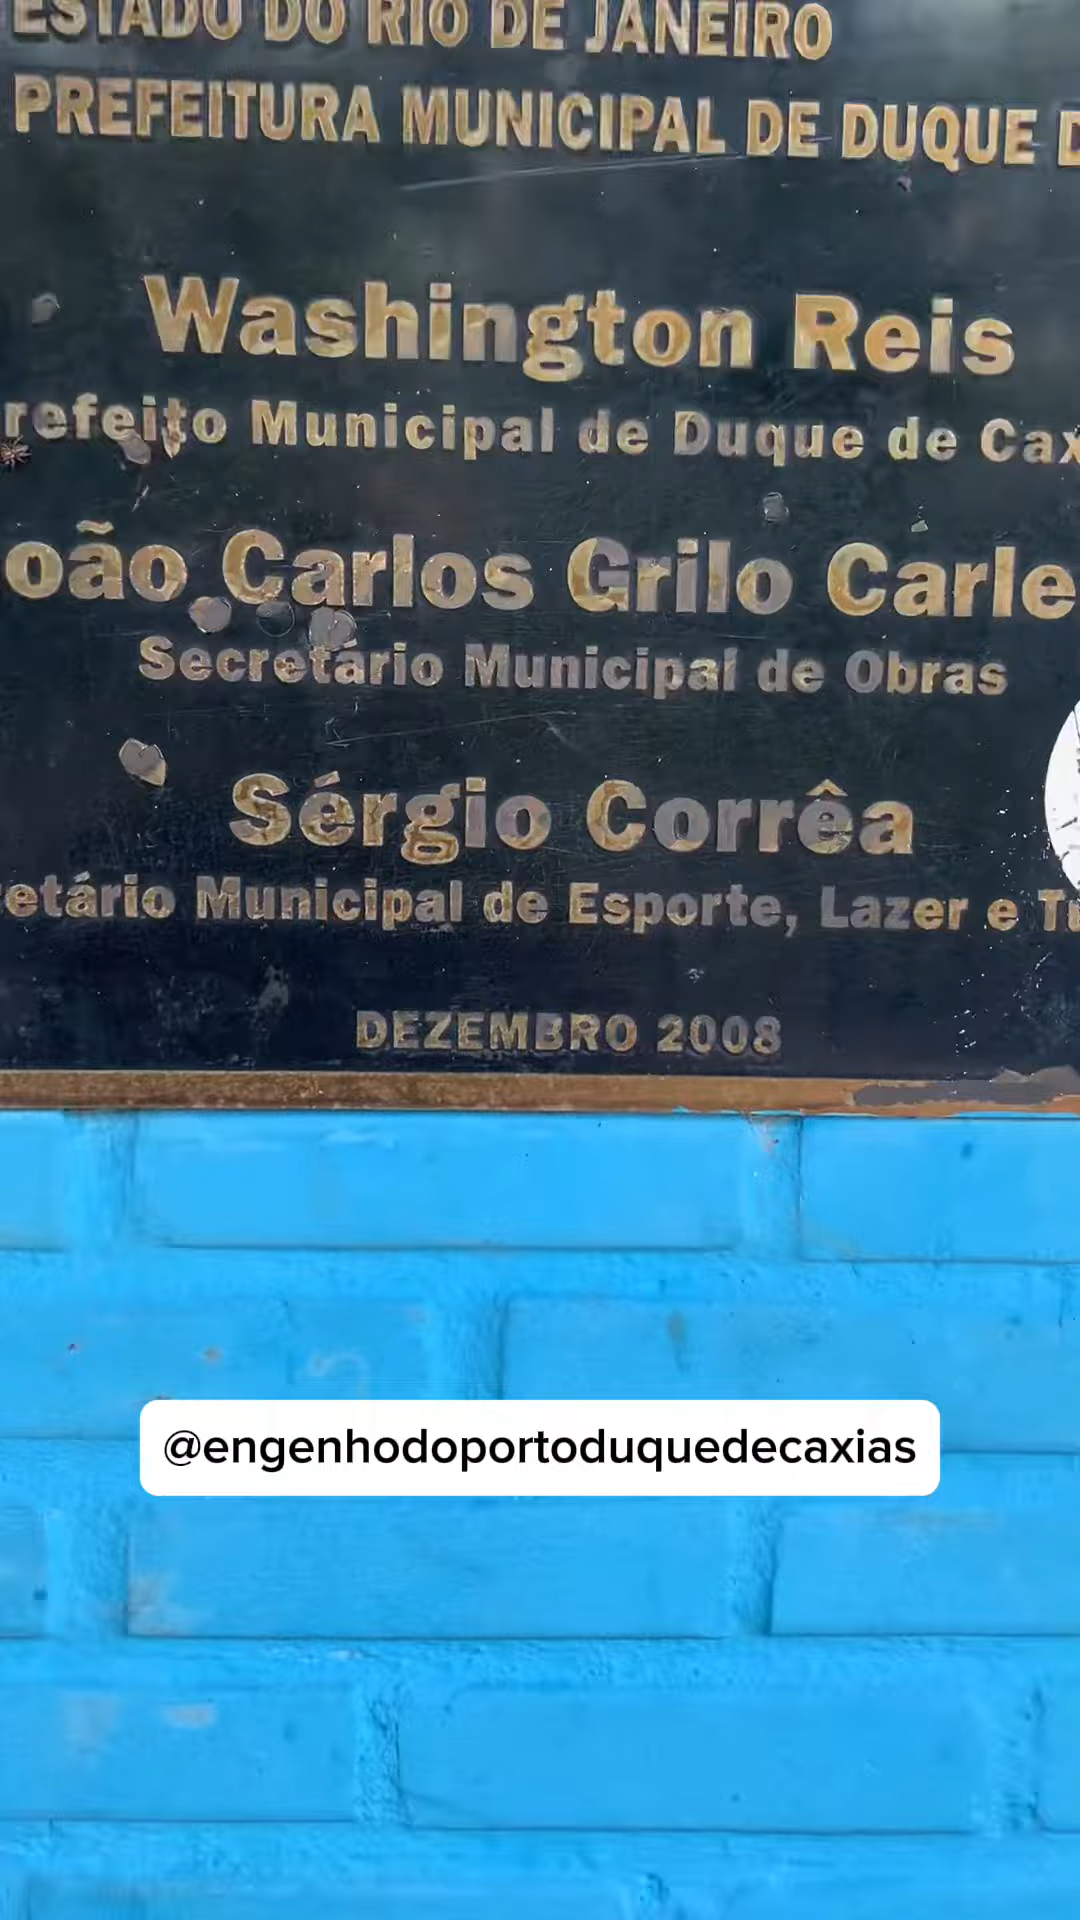 ESTADO DO RIO DE JANEIRO
PREFEITURA MUNICIPAL DE DUQUE D
Washington Reis
refeito Municipal de Duque de Cax
oão Carlos Grilo Carle
Secretário Municipal de Obras
Sérgio Corrêa
etário Municipal de Esporte, Lazer e Tu
DEZEMBRO 2008
@engenhodoportoduquedecaxias